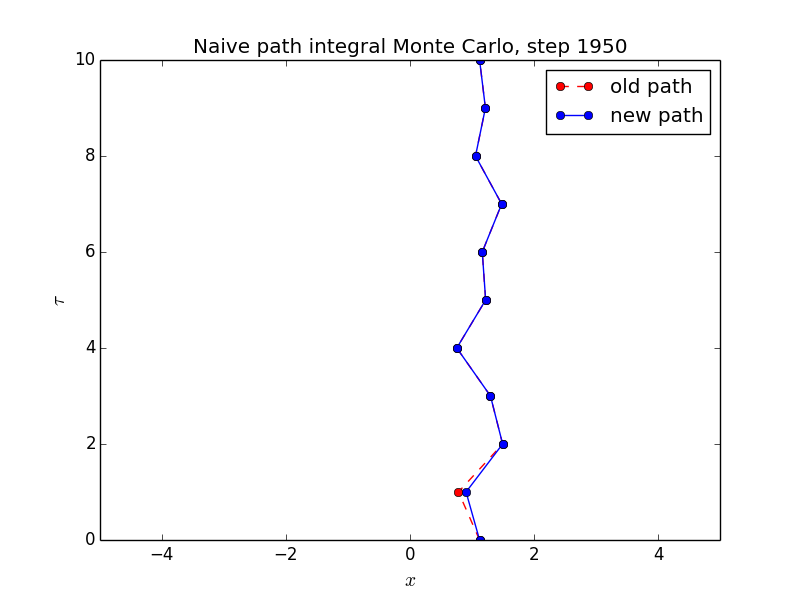 Naive path integral Monte Carlo, step 1950
old path
new path
10
8
6
4
2
0
τ
−4
−2
0
2
4
x